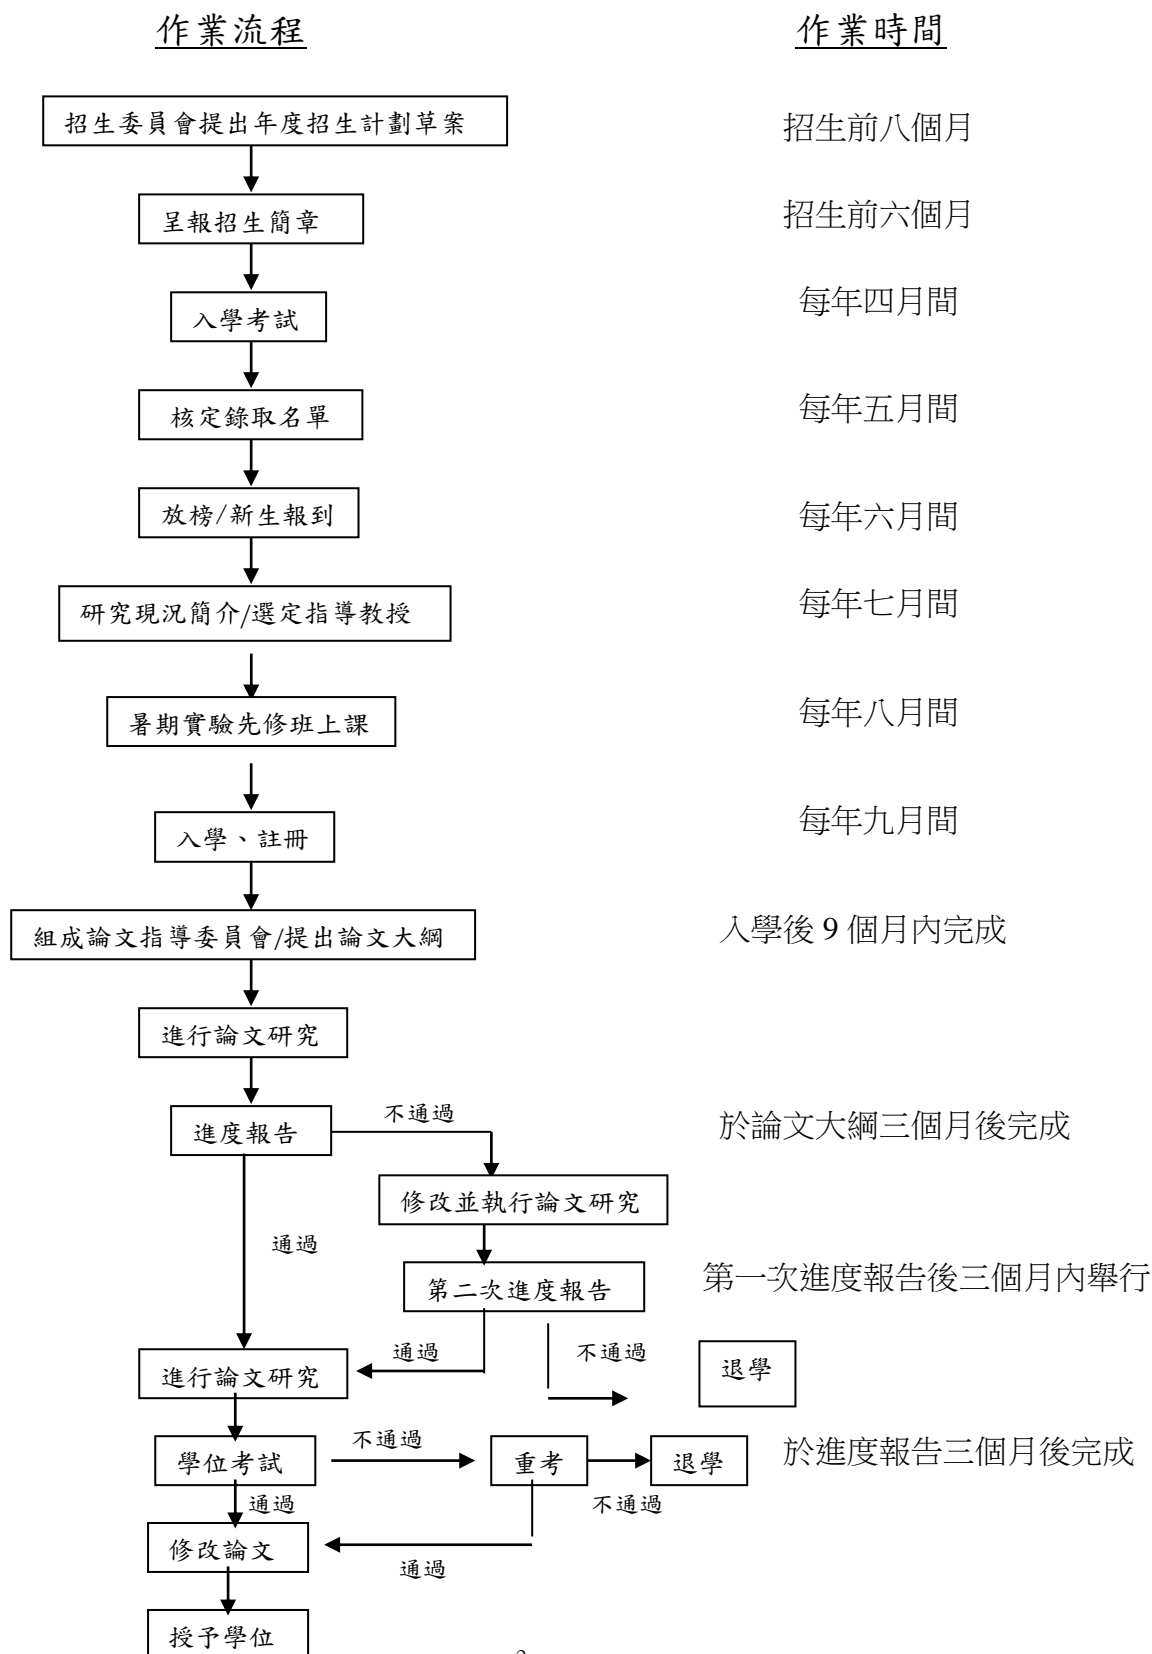 作業流程 作業時間
招生委員會提出年度招生計劃草案 招生前八個月
呈報招生簡章 招生前六個月
入學考試 每年四月間
核定錄取名單 每年五月間
放榜/新生報到 每年六月間
研究現況簡介/選定指導教授 每年七月間
暑期實驗先修班上課 每年八月間
入學、註冊 每年九月間
組成論文指導委員會/提出論文大綱 入學後 9 個月內完成
進行論文研究
進度報告 不通過 於論文大綱三個月後完成
修改並執行論文研究
通過
第二次進度報告 第一次進度報告後三個月內舉行
通過 不通過 退學
進行論文研究
學位考試 不通過 重考 退學 於進度報告三個月後完成
通過 不通過
修改論文
通過
授予學位